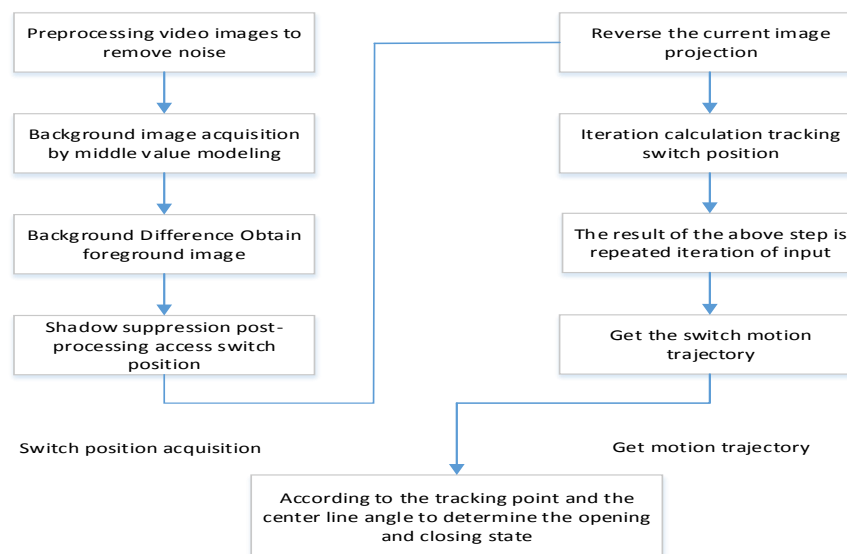 Preprocessing video images to
remove noise
Background image acquisition
by middle value modeling
Background Difference Obtain
foreground image
Shadow suppression post-
processing access switch
position
Switch position acquisition
Reverse the current image
projection
Iteration calculation tracking
switch position
The result of the above step is
repeated iteration of input
Get the switch motion
trajectory
Get motion trajectory
According to the tracking point and the
center line angle to determine the opening
and closing state